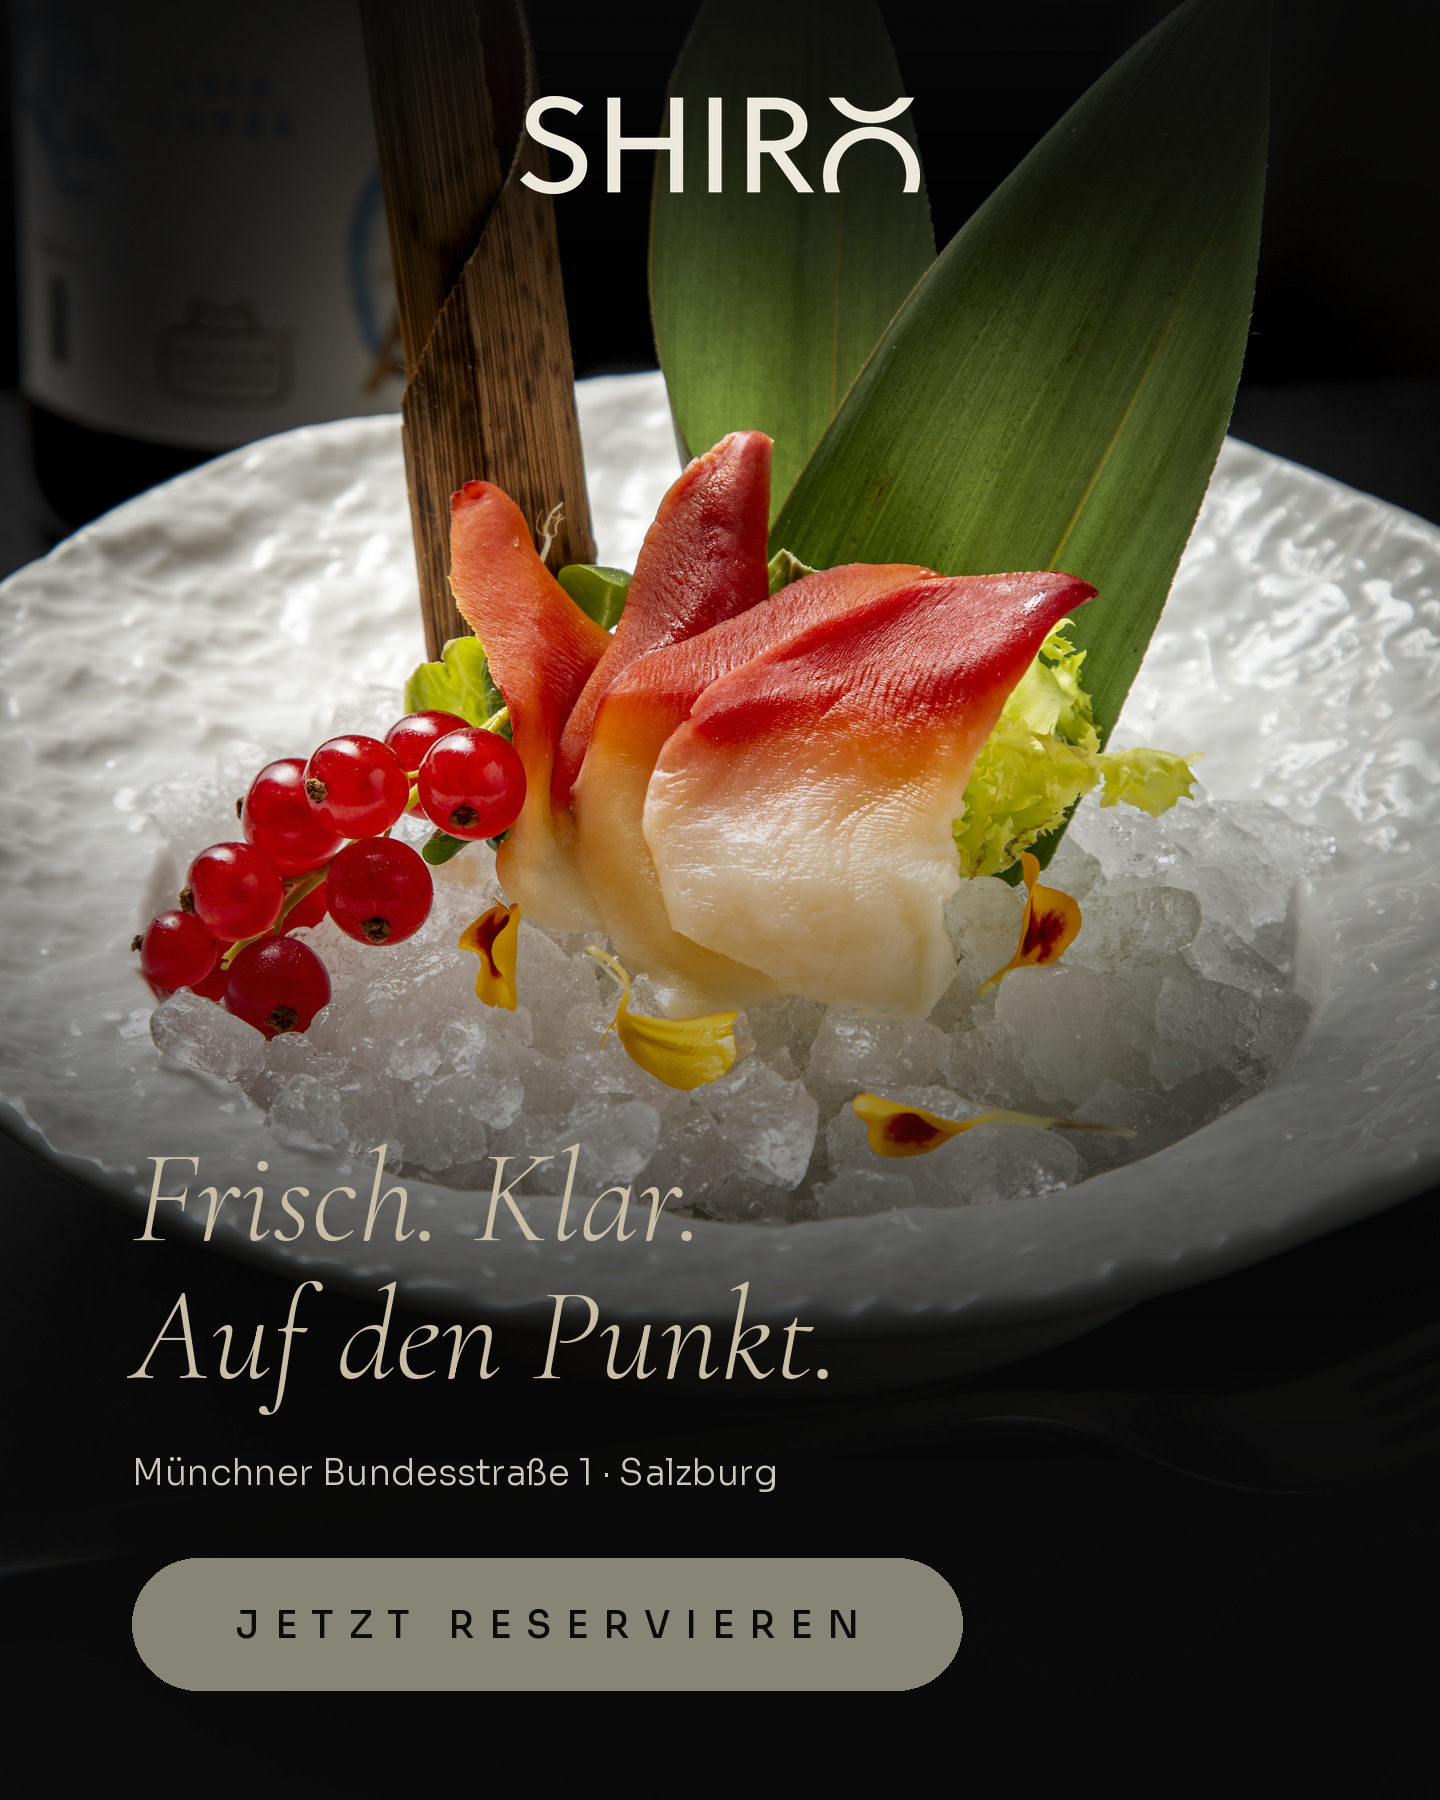 SHIRO
Frisch. Klar.
Auf den Punkt.
Münchner Bundesstraße 1 · Salzburg
JETZT RESERVIEREN